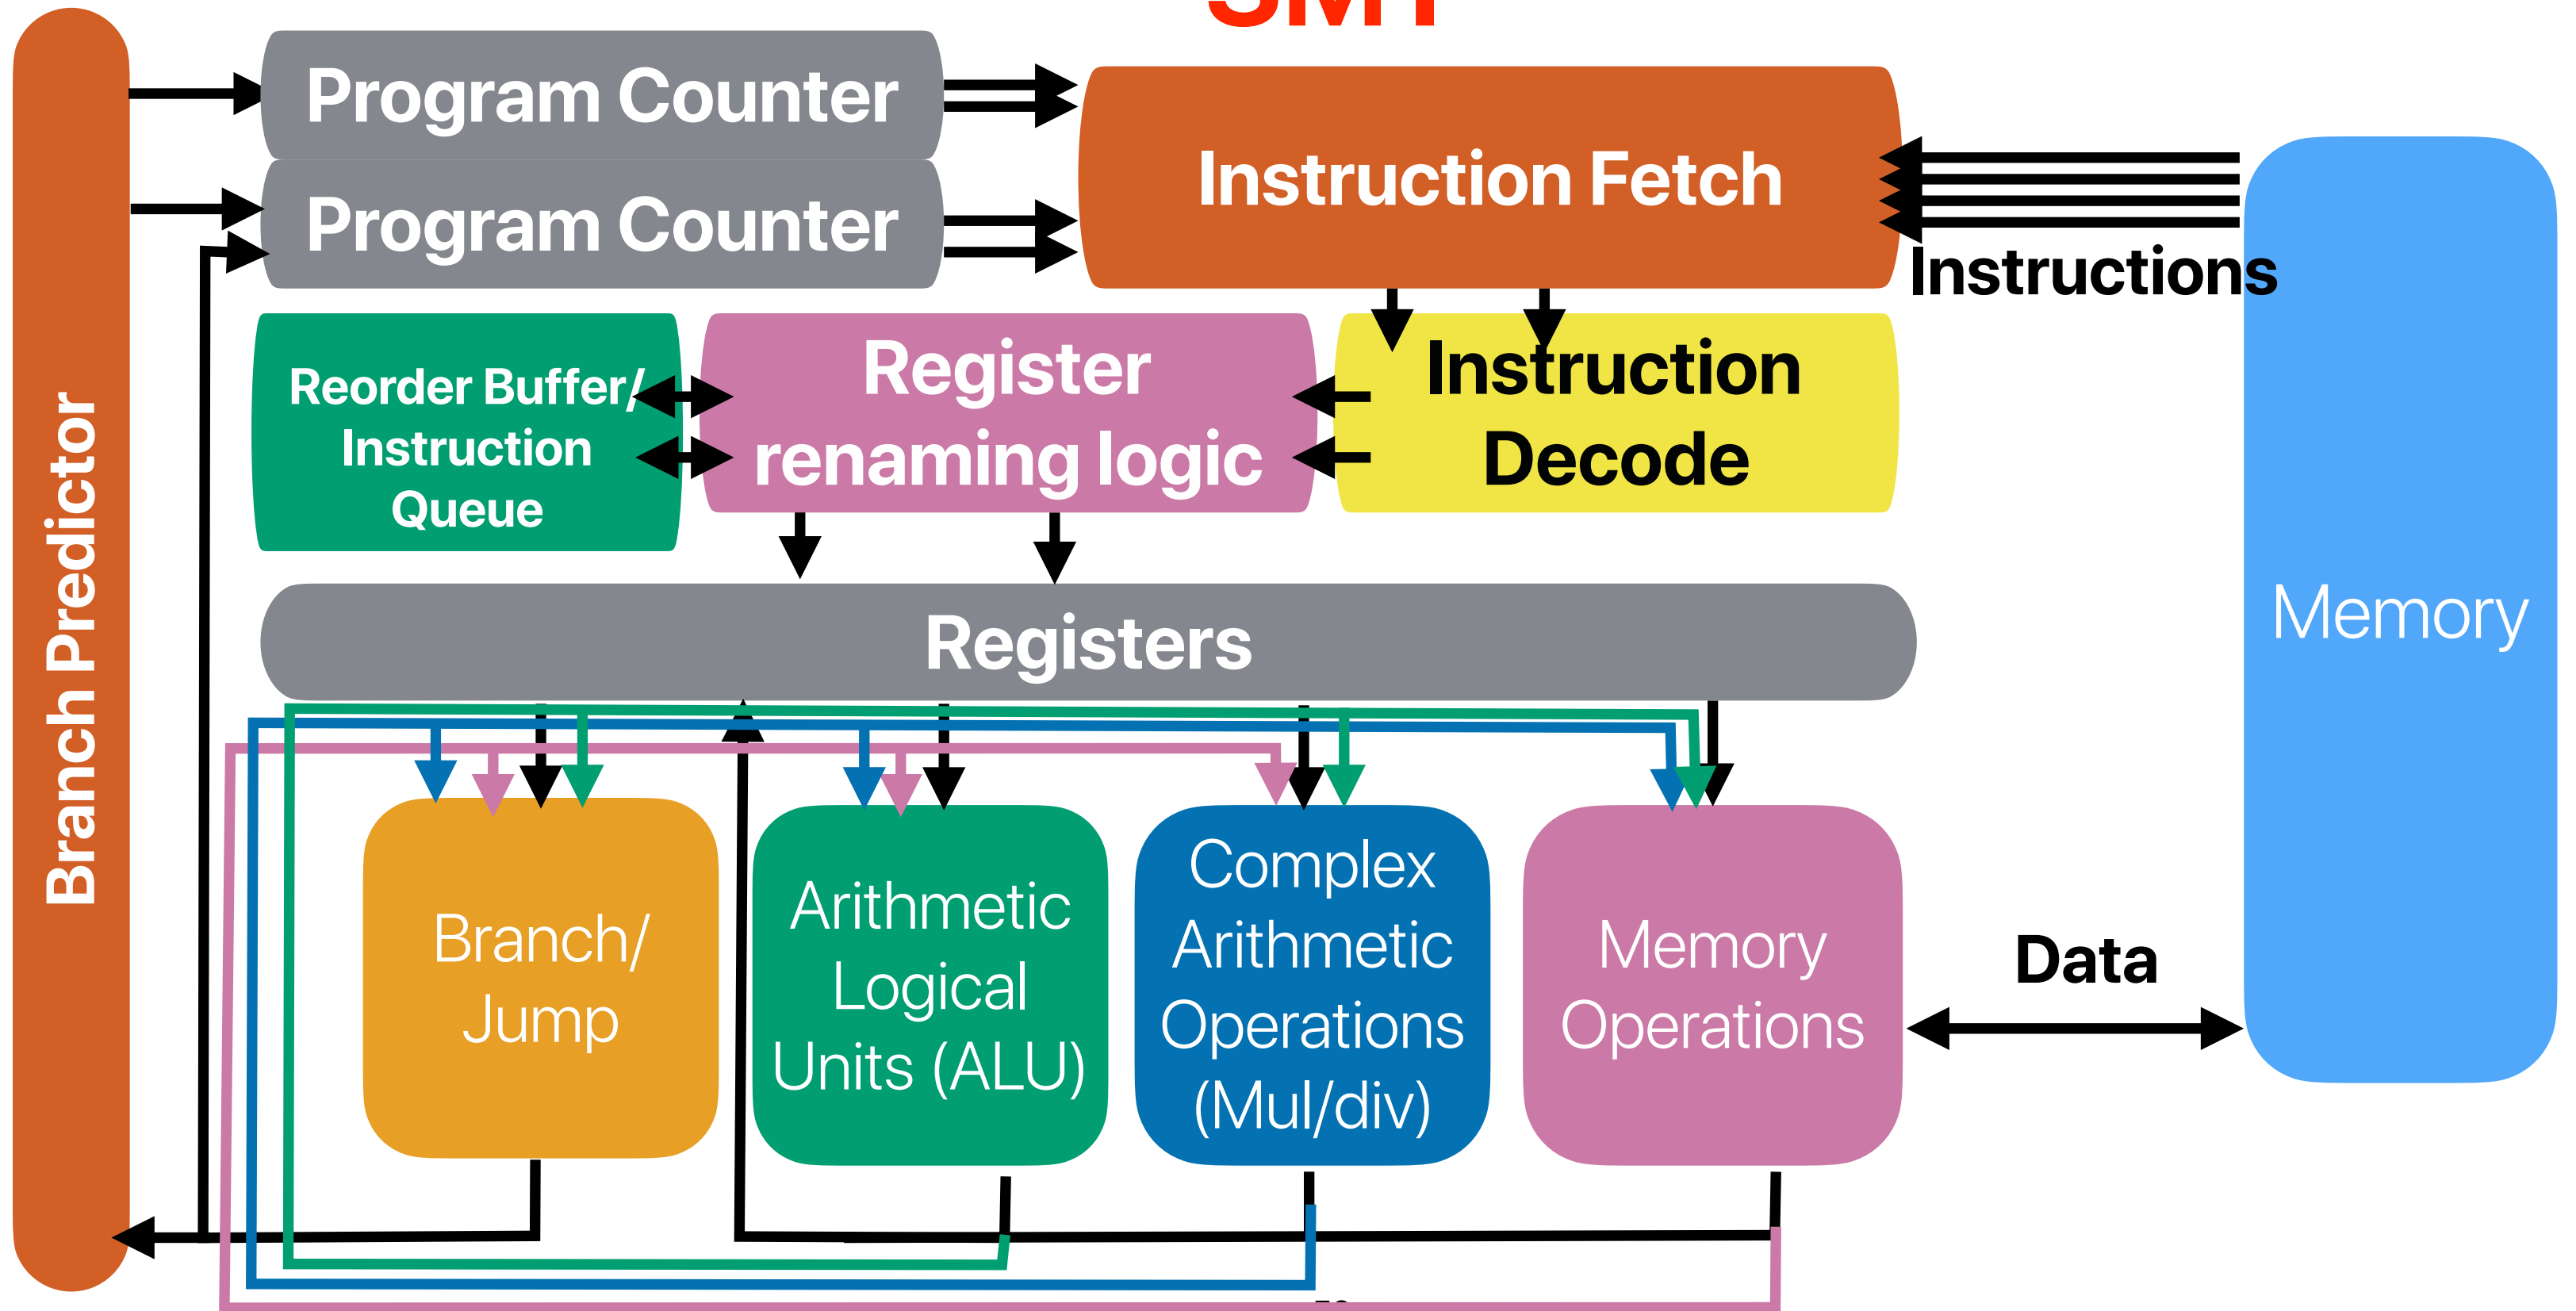 SMT
Program Counter
Program Counter
Instruction Fetch
Instructions
Reorder Buffer/
Instruction
Queue
Register
renaming logic
Instruction
Decode
Branch Predictor
Registers
Memory
Branch/
Jump
Arithmetic
Logical
Units (ALU)
Complex
Arithmetic
Operations
(Mul/div)
Memory
Operations
Data